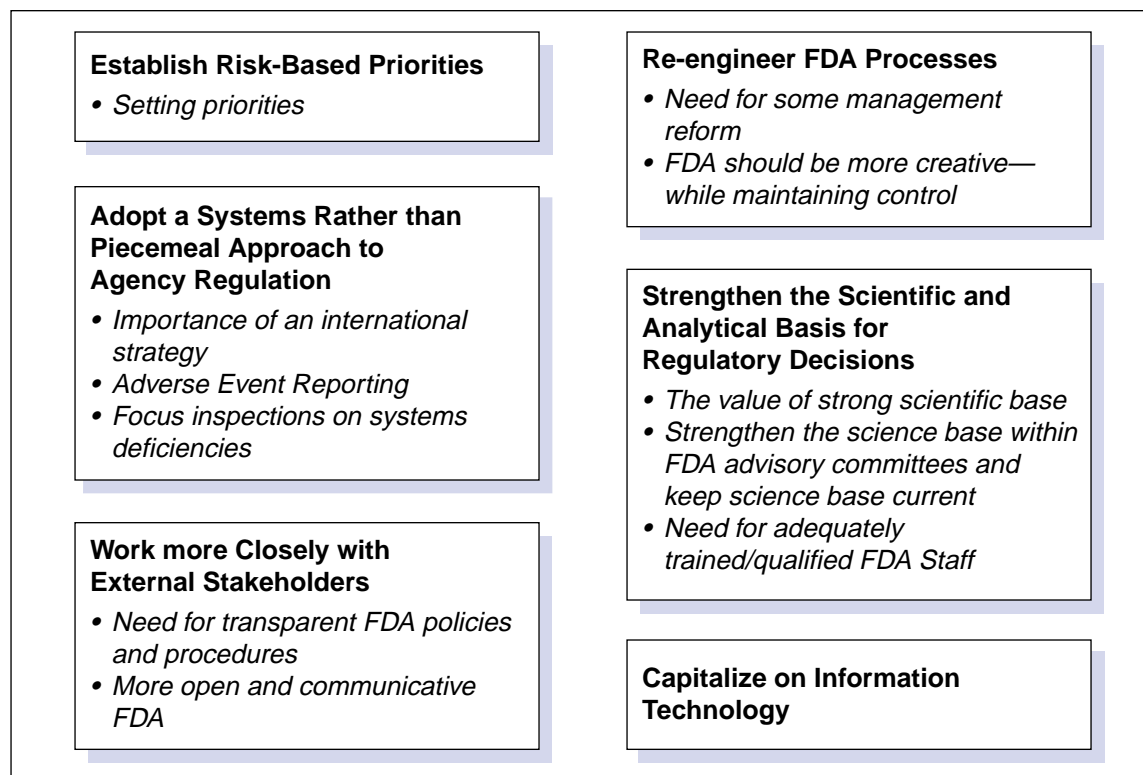 Establish Risk-Based Priorities
• Setting priorities
Adopt a Systems Rather than
Piecemeal Approach to
Agency Regulation
• Importance of an international
strategy
• Adverse Event Reporting
• Focus inspections on systems
deficiencies
Work more Closely with
External Stakeholders
• Need for transparent FDA policies
and procedures
• More open and communicative
FDA
Re-engineer FDA Processes
• Need for some management
reform
• FDA should be more creative—
while maintaining control
Strengthen the Scientific and
Analytical Basis for
Regulatory Decisions
• The value of strong scientific base
• Strengthen the science base within
FDA advisory committees and
keep science base current
• Need for adequately
trained/qualified FDA Staff
Capitalize on Information
Technology